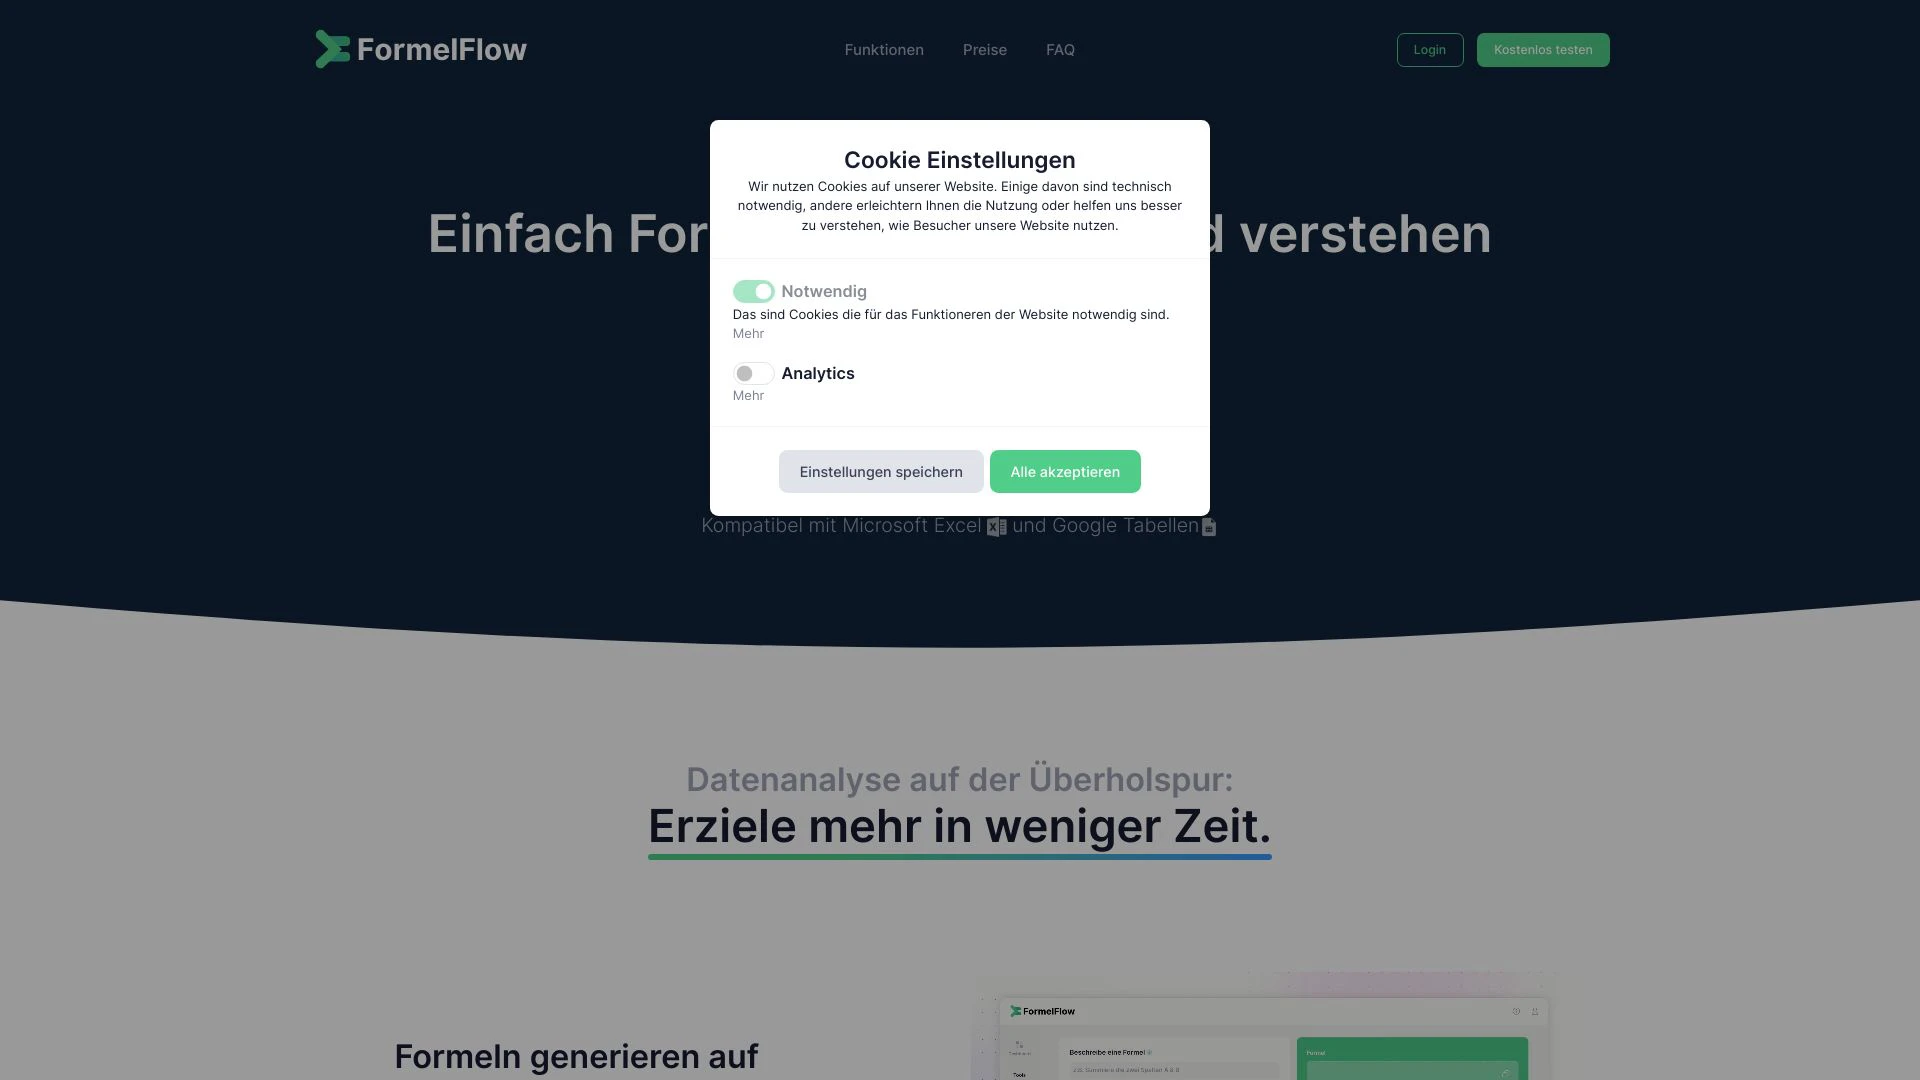 FormelFlow
Funktionen
Preise
FAQ
Login
Kostenlos testen
Cookie Einstellungen
Wir nutzen Cookies auf unserer Website. Einige davon sind technisch
notwendig, andere erleichtern Ihnen die Nutzung oder helfen uns besser
zu verstehen, wie Besucher unsere Website nutzen.
Einfach For
d verstehen
Notwendig
Das sind Cookies die für das Funktioneren der Website notwendig sind.
Mehr
Analytics
Mehr
Einstellungen speichern
Alle akzeptieren
Kompatibel mit Microsoft Excel und Google Tabellen
Datenanalyse auf der Überholspur:
Erziele mehr in weniger Zeit.
Formeln generieren auf
FormelFlow
Beschreibe eine Formel
z.B. Summiere die zwei Spalten A & B
Tools
Formel